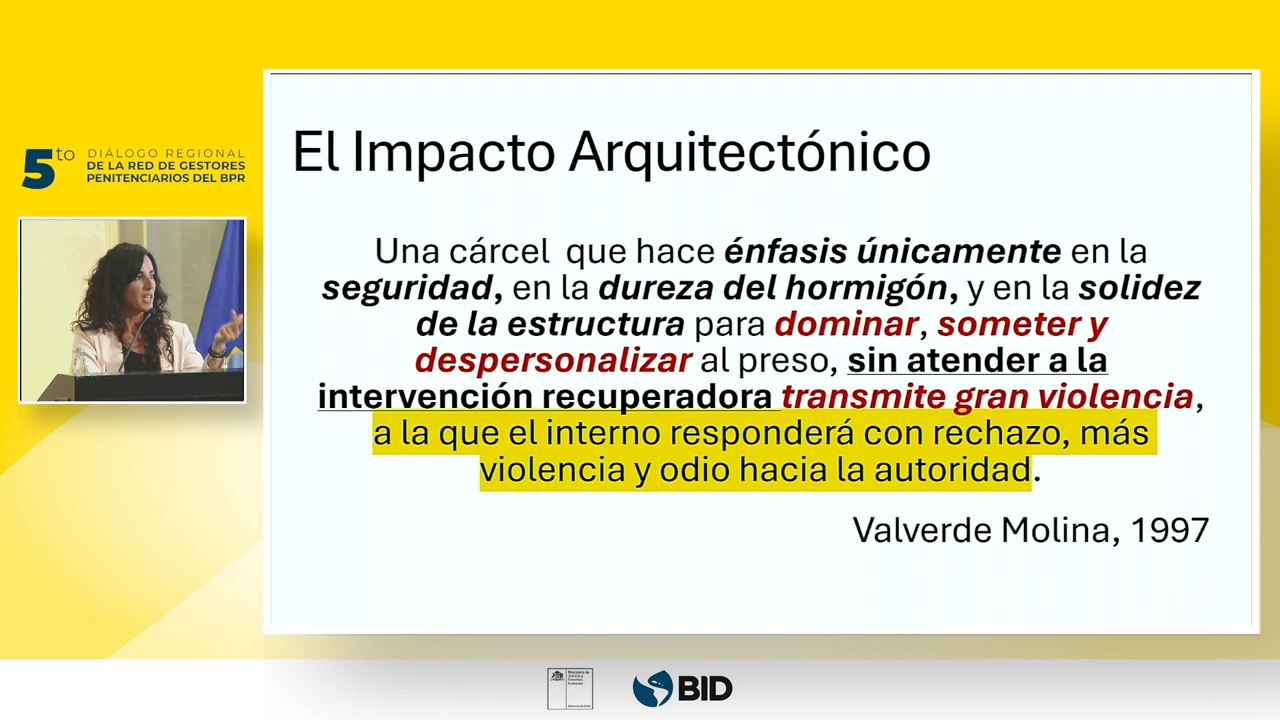 5to DIÁLOGO REGIONAL
DE LA RED DE GESTORES
PENITENCIARIOS DEL BPR
El Impacto Arquitectónico
Una cárcel que hace énfasis únicamente en la
seguridad, en la dureza del hormigón, y en la solidez
de la estructura para dominar, someter y
despersonalizar al preso, sin atender a la
intervención recuperadora transmite gran violencia,
a la que el interno responderá con rechazo, más
violencia y odio hacia la autoridad.
Valverde Molina, 1997
BID